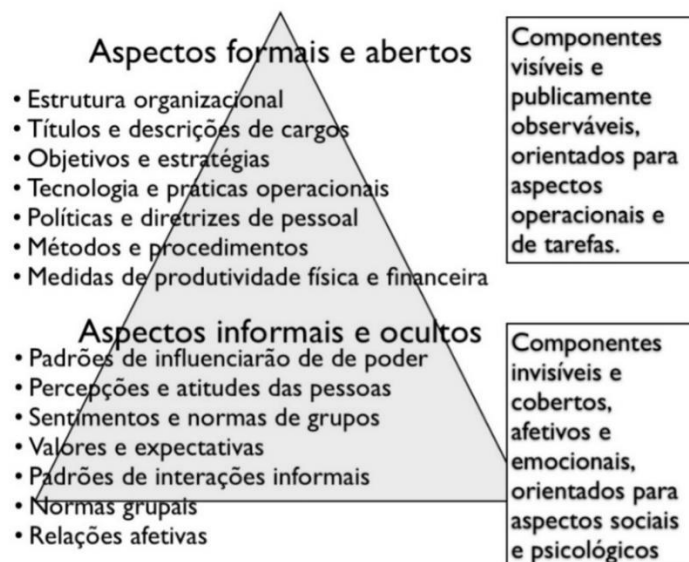 Aspectos formais e abertos
• Estrutura organizacional
• Títulos e descrições de cargos
• Objetivos e estratégias
• Tecnologia e práticas operacionais
• Políticas e diretrizes de pessoal
• Métodos e procedimentos
• Medidas de produtividade física e financeira
Componentes
visíveis e
publicamente
observáveis,
orientados para
aspectos
operacionais e
de tarefas.
Aspectos informais e ocultos
• Padrões de influenciarão de de poder
• Percepções e atitudes das pessoas
• Sentimentos e normas de grupos
• Valores e expectativas
• Padrões de interações informais
• Normas grupais
• Relações afetivas
Componentes
invisíveis e
cobertos,
afetivos e
emocionais,
orientados para
aspectos sociais
e psicológicos